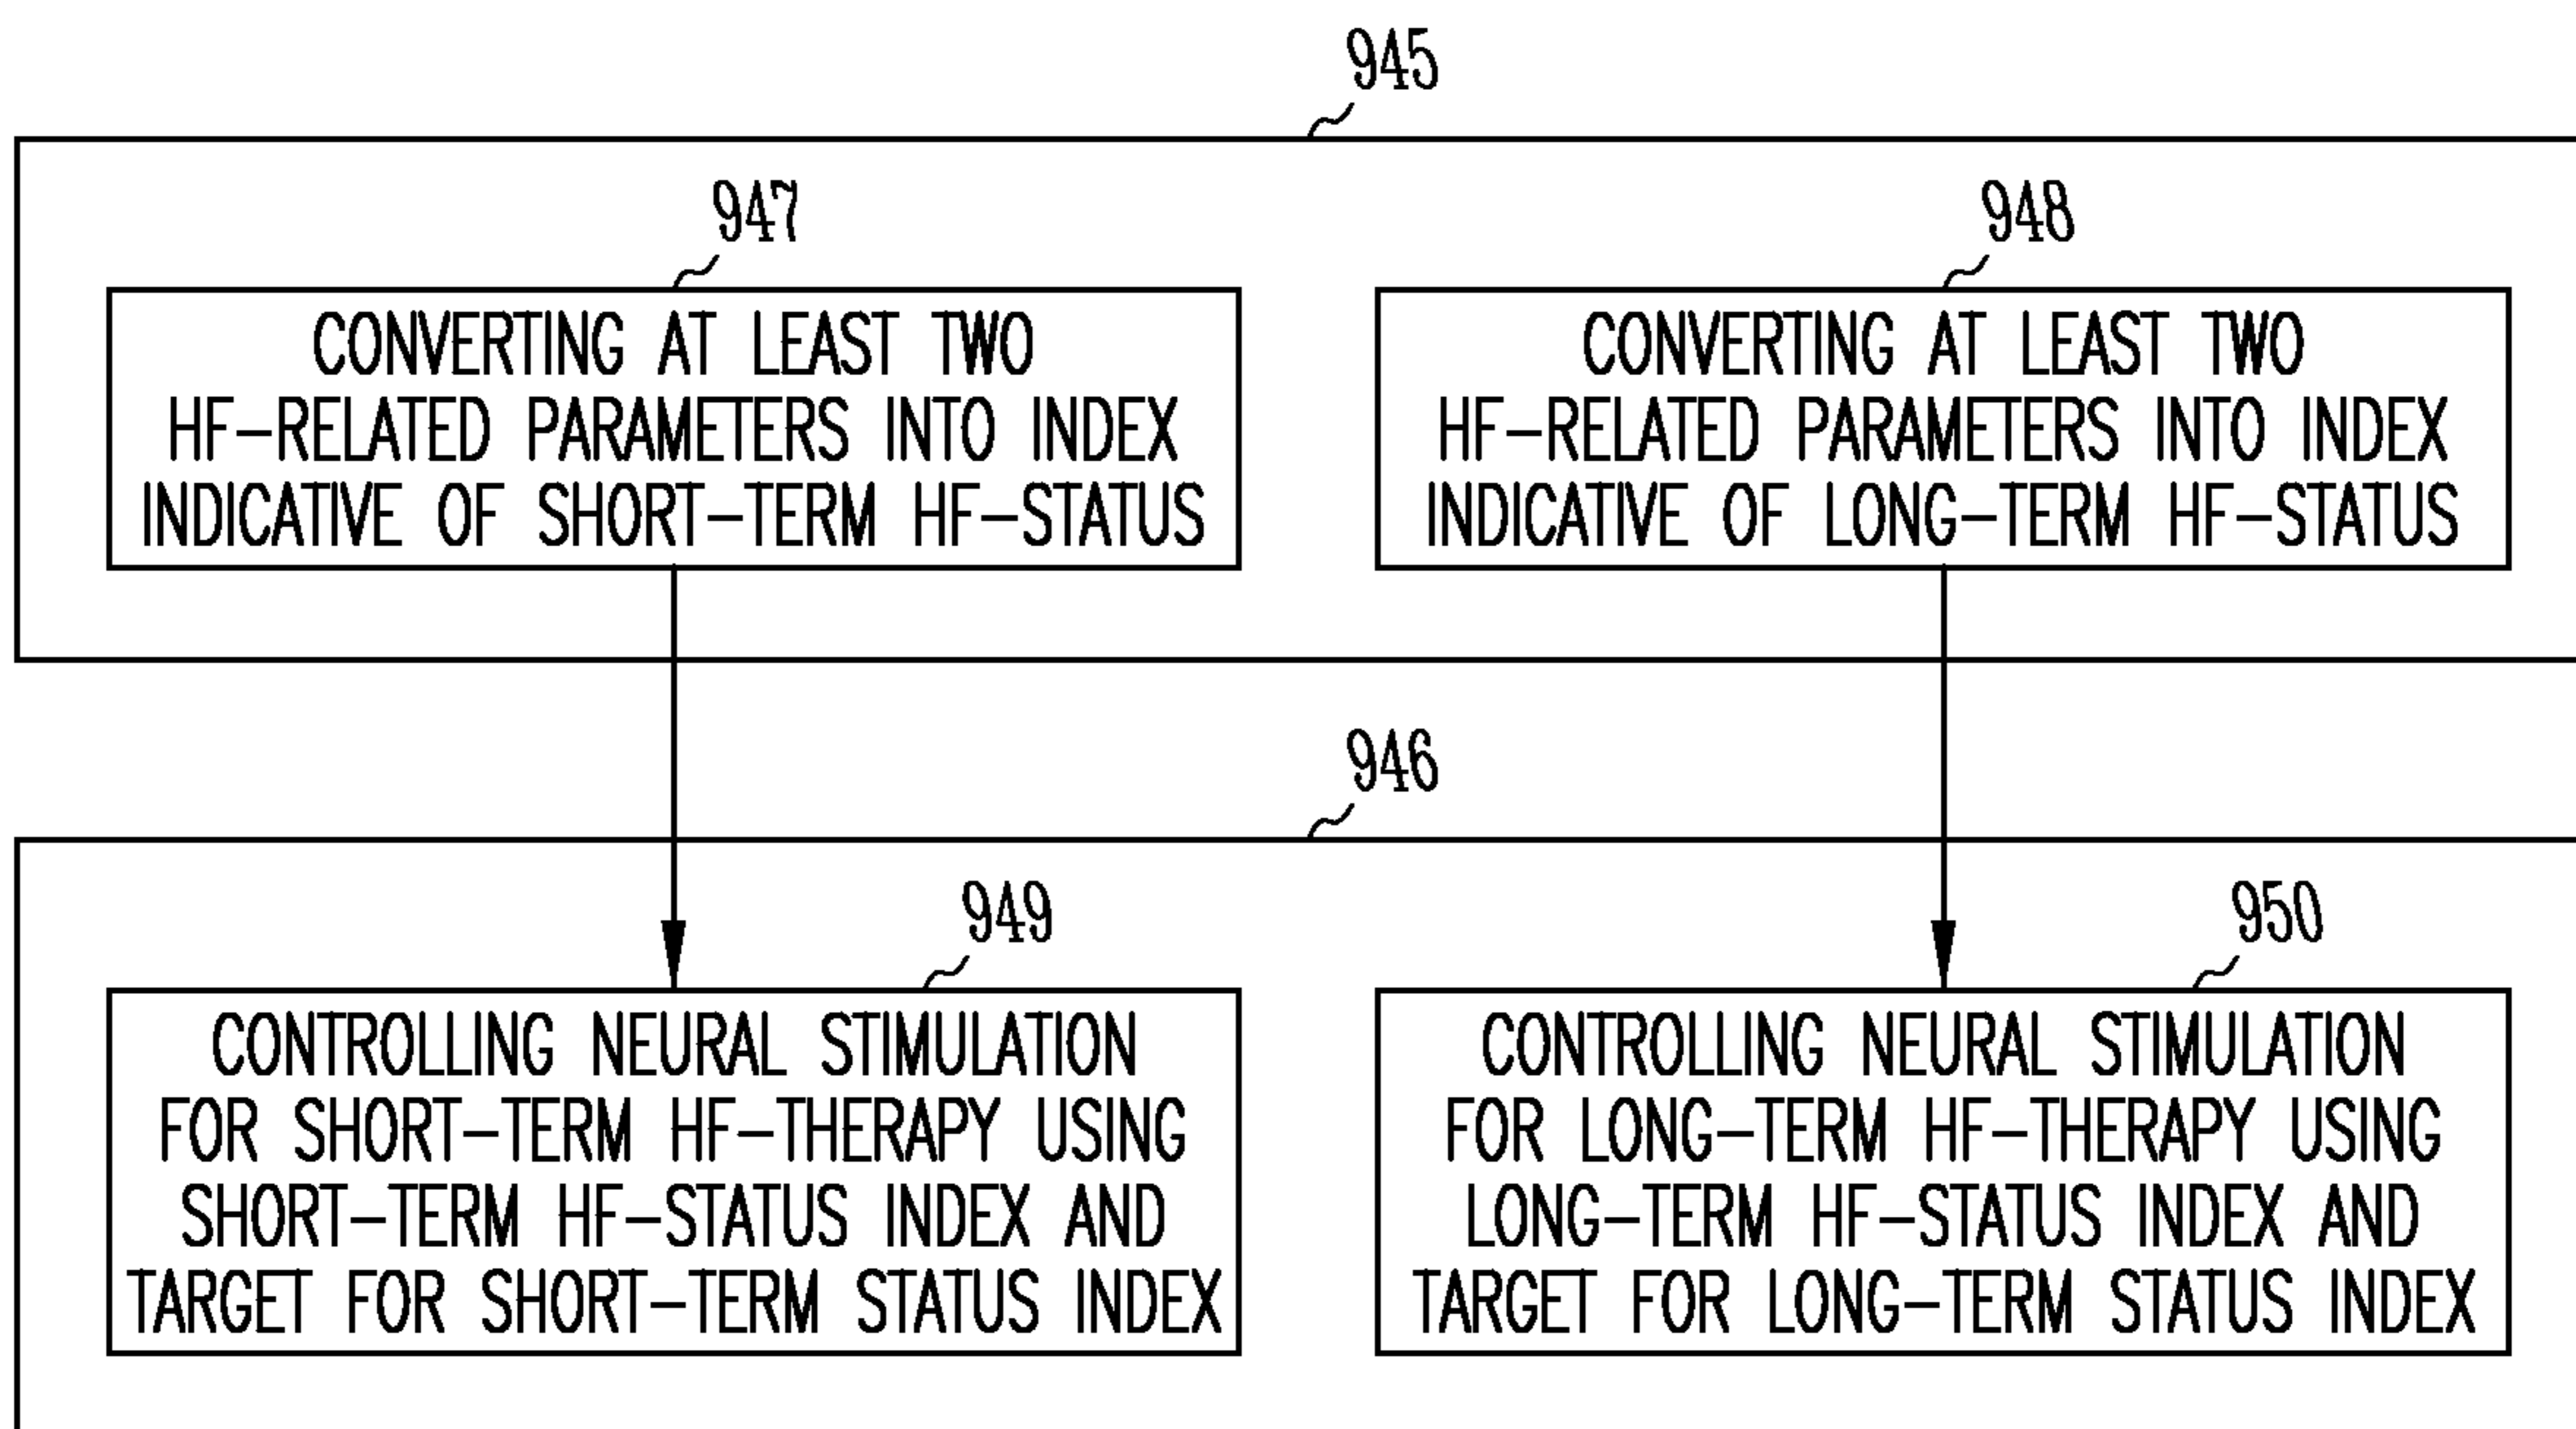 945
947
CONVERTING AT LEAST TWO
HF-RELATED PARAMETERS INTO INDEX
INDICATIVE OF SHORT-TERM HF-STATUS
948
CONVERTING AT LEAST TWO
HF-RELATED PARAMETERS INTO INDEX
INDICATIVE OF LONG-TERM HF-STATUS
946
949
CONTROLLING NEURAL STIMULATION
FOR SHORT-TERM HF-THERAPY USING
SHORT-TERM HF-STATUS INDEX AND
TARGET FOR SHORT-TERM STATUS INDEX
950
CONTROLLING NEURAL STIMULATION
FOR LONG-TERM HF-THERAPY USING
LONG-TERM HF-STATUS INDEX AND
TARGET FOR LONG-TERM STATUS INDEX